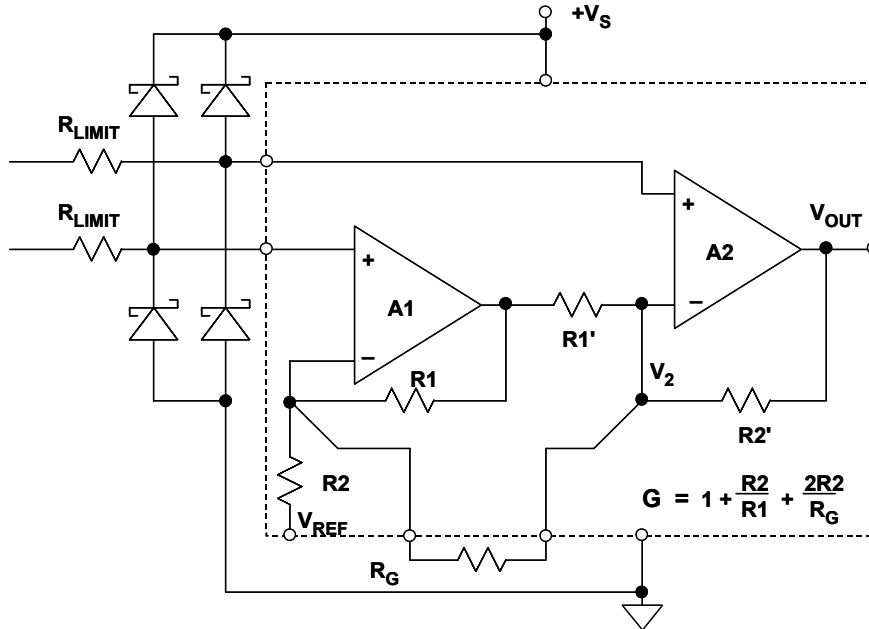 +VS
RLIMIT
RLIMIT
+
A2
−
VOUT
+
A1
−
R1'
R1
V2
R2'
R2
VREF
RG
G = 1 + R2/R1 + 2R2/RG